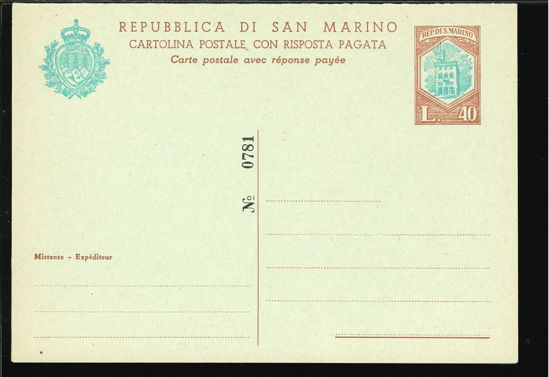 REPUBBLICA DI SAN MARINO
CARTOLINA POSTALE CON RISPOSTA PAGATA
Carte postale avec réponse payée
REP. DI S. MARINO
L. 40
Nº 0781
Mittente - Expéditeur